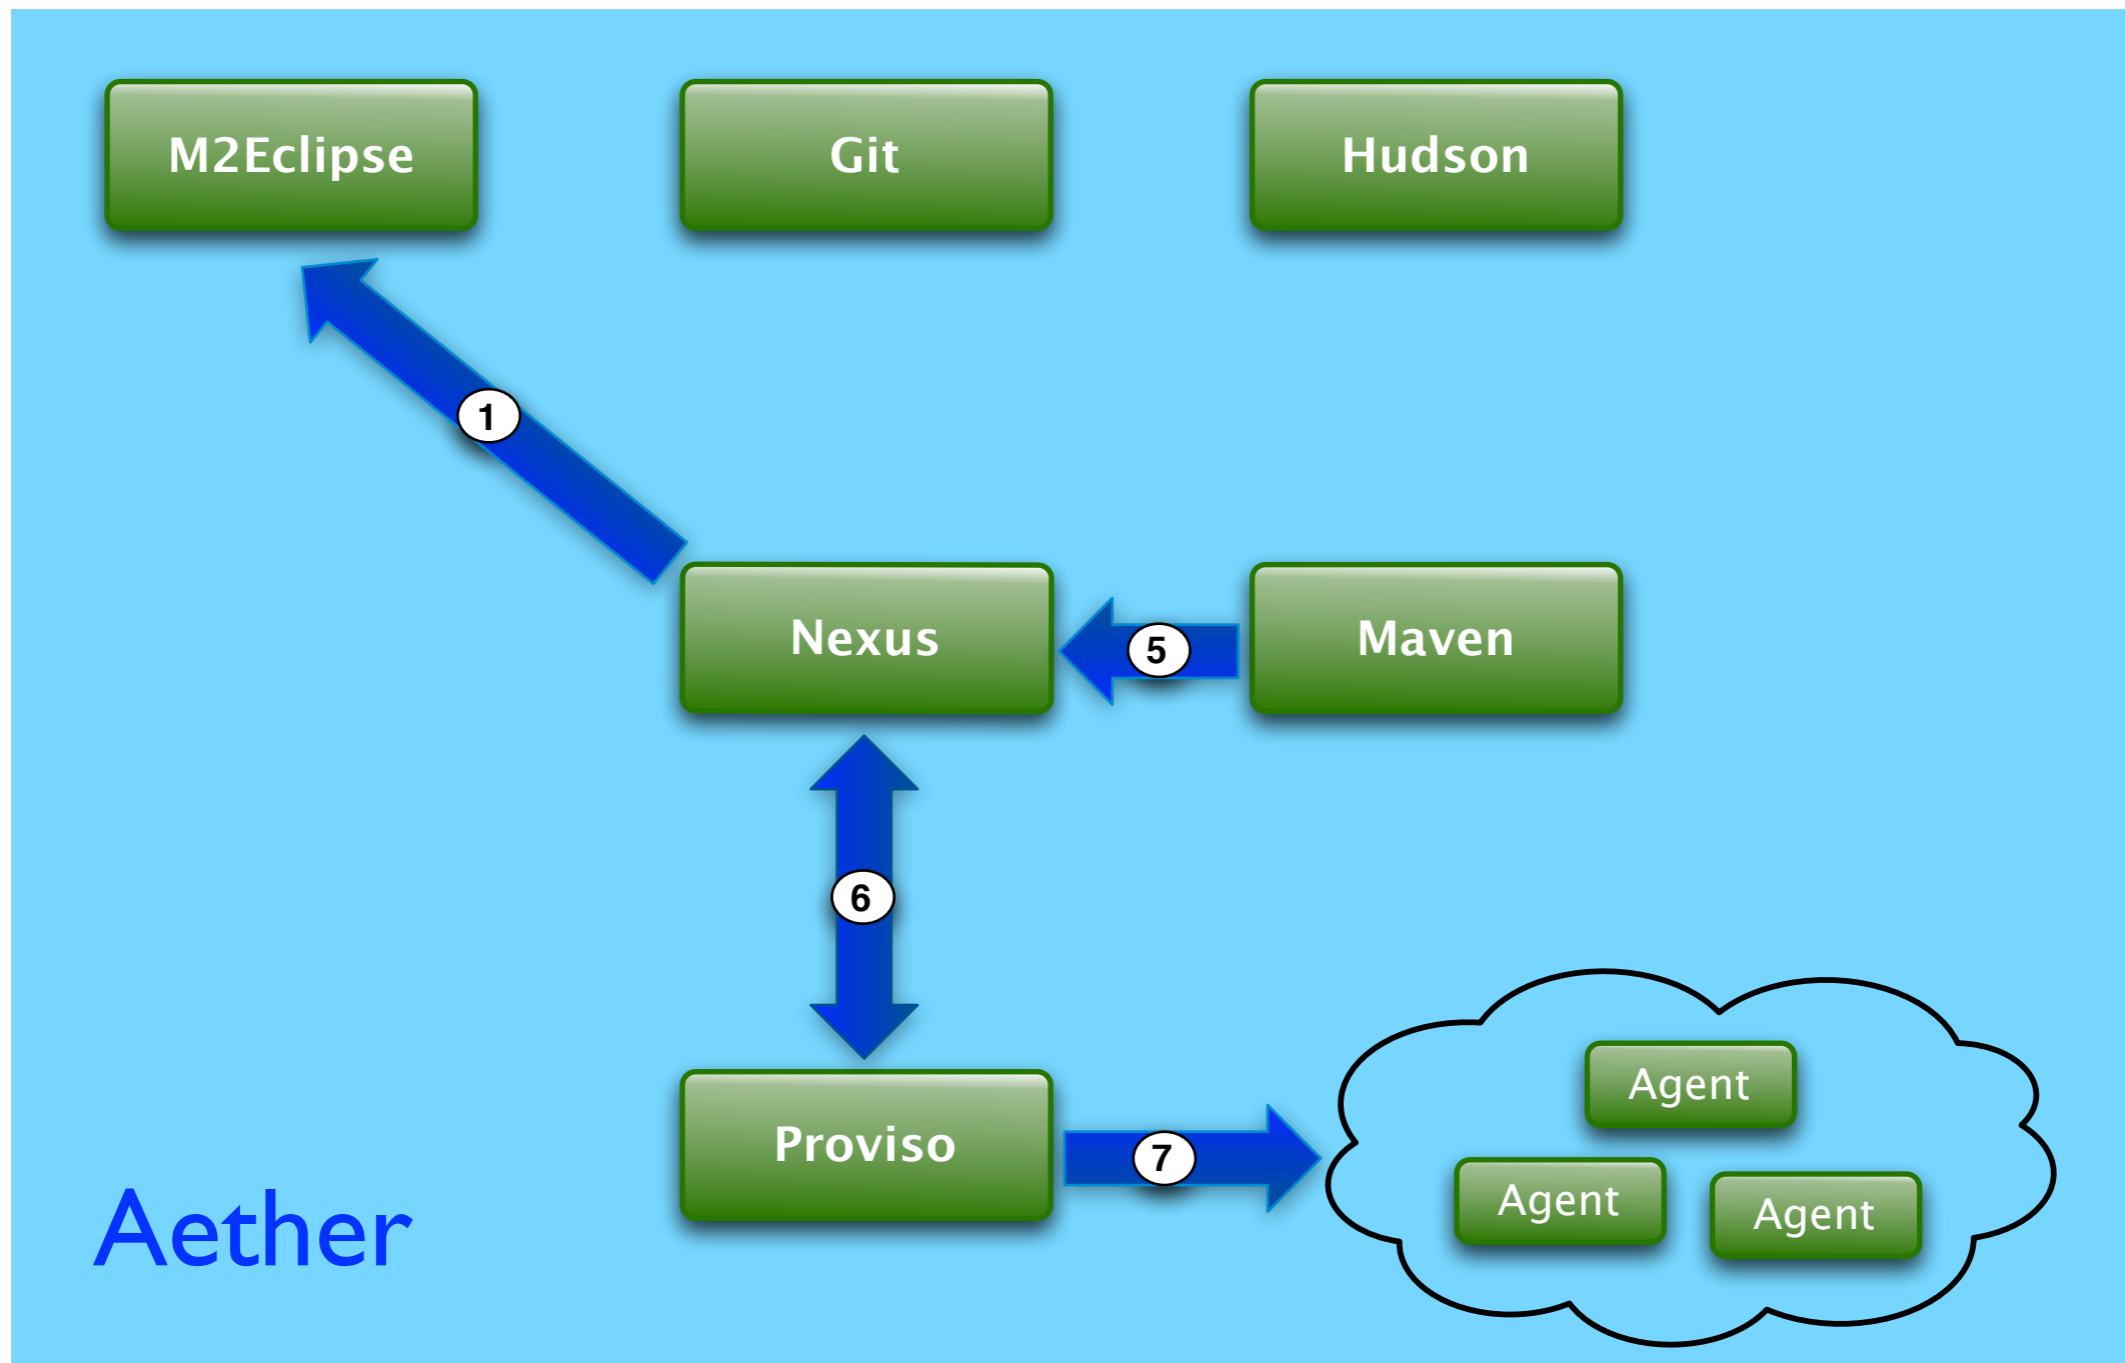 M2Eclipse
Git
Hudson
1
Nexus
5
Maven
6
Proviso
7
Agent
Agent
Agent
Aether